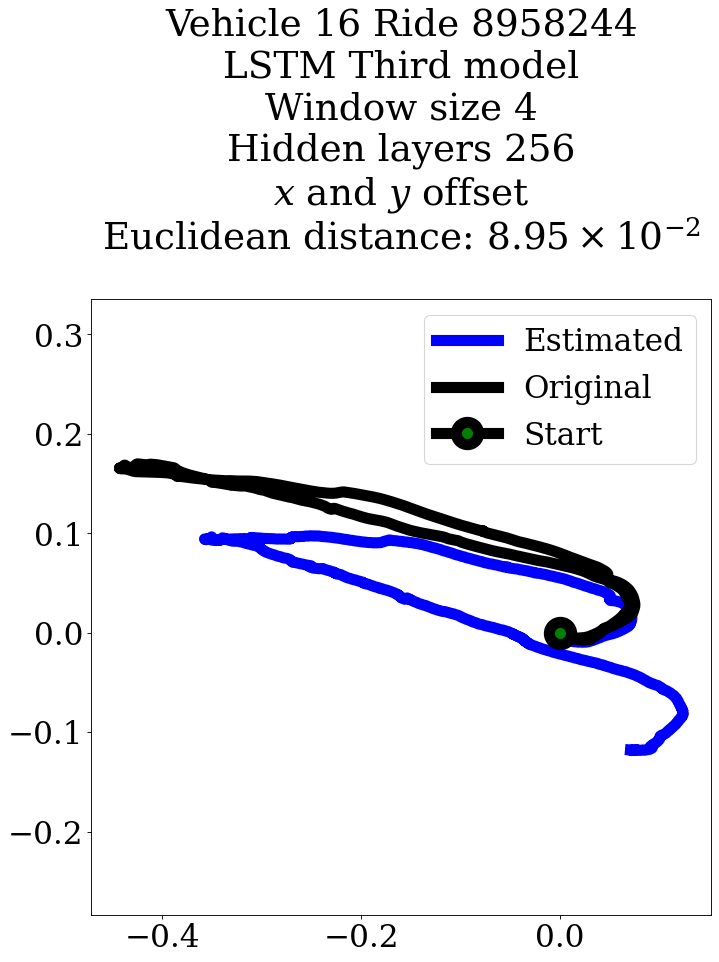 Vehicle 16 Ride 8958244
LSTM Third model
Window size 4
Hidden layers 256
x and y offset
Euclidean distance: 8.95 × 10⁻²
Estimated
Original
Start
0.3
0.2
0.1
0.0
−0.1
−0.2
−0.4 −0.2 0.0